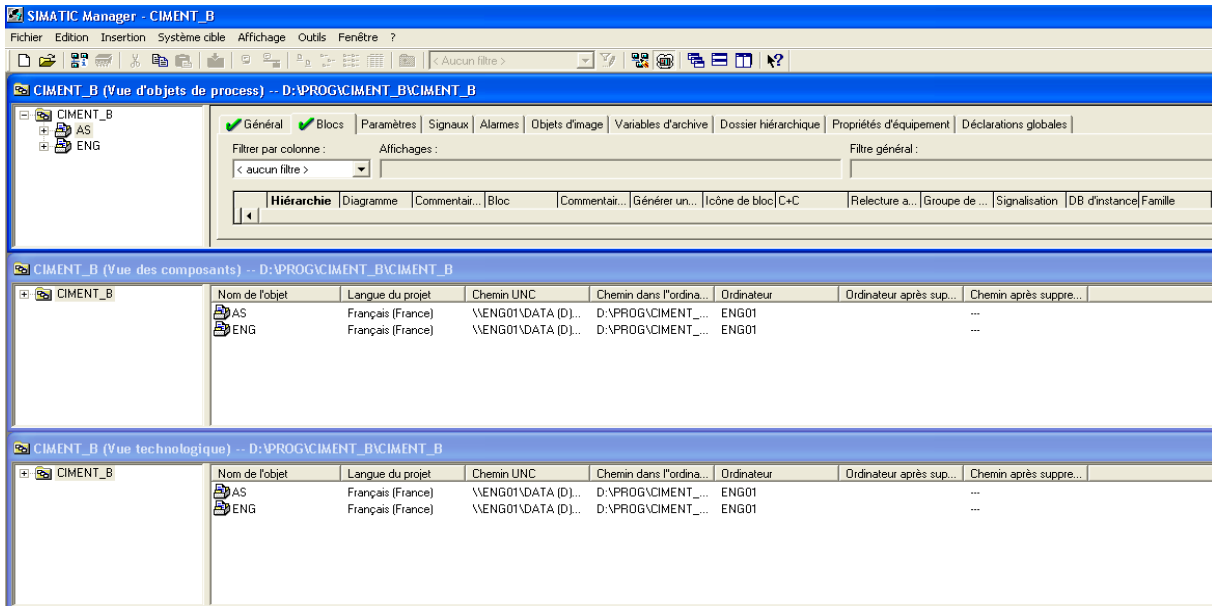 SIMATIC Manager - CIMENT_B
Fichier Edition Insertion Système cible Affichage Outils Fenêtre ?
< Aucun filtre >
CIMENT_B (Vue d'objets de process) -- D:\PROG\CIMENT_B\CIMENT_B
CIMENT_B
AS
ENG
Général Blocs Paramètres Signaux Alarmes Objets d'image Variables d'archive Dossier hiérarchique Propriétés d'équipement Déclarations globales
Filtrer par colonne : Affichages : Filtre général :
< aucun filtre >
Hiérarchie Diagramme Commentair... Bloc Commentair... Générer un... Icône de bloc C+C Relecture a... Groupe de ... Signalisation DB d'instance Famille
CIMENT_B (Vue des composants) -- D:\PROG\CIMENT_B\CIMENT_B
CIMENT_B
Nom de l'objet Langue du projet Chemin UNC Chemin dans l''ordina... Ordinateur Ordinateur après sup... Chemin après suppre...
AS Français (France) \\ENG01\DATA (D)... D:\PROG\CIMENT_... ENG01 ---
ENG Français (France) \\ENG01\DATA (D)... D:\PROG\CIMENT_... ENG01 ---
CIMENT_B (Vue technologique) -- D:\PROG\CIMENT_B\CIMENT_B
CIMENT_B
Nom de l'objet Langue du projet Chemin UNC Chemin dans l''ordina... Ordinateur Ordinateur après sup... Chemin après suppre...
AS Français (France) \\ENG01\DATA (D)... D:\PROG\CIMENT_... ENG01 ---
ENG Français (France) \\ENG01\DATA (D)... D:\PROG\CIMENT_... ENG01 ---